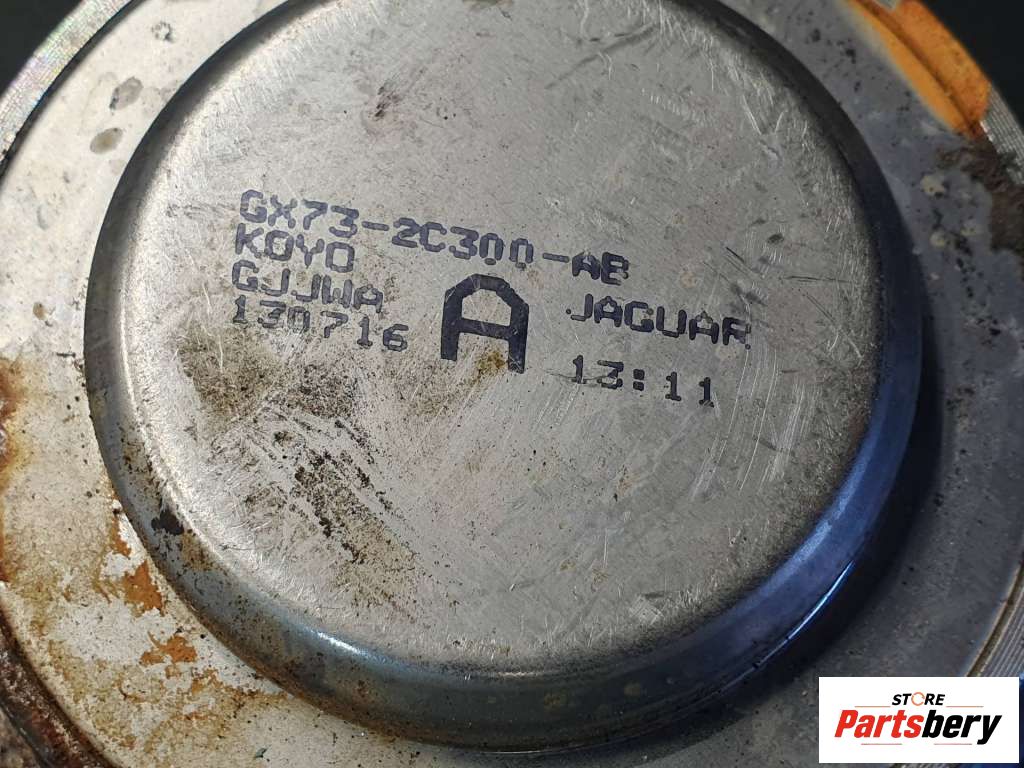 GX73-2C300-AB
KOYO
GJJWA
130716
A
JAGUAR
13:11
STORE
Partsbery